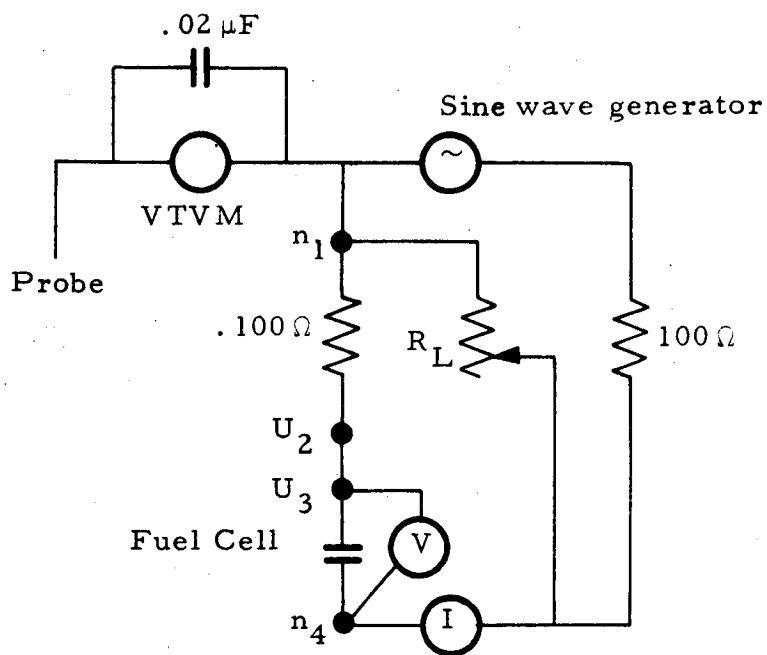 .02 μF
Sine wave generator
~
VTVM
n1
Probe
.100 Ω
RL
100 Ω
U2
U3
Fuel Cell
V
n4
I